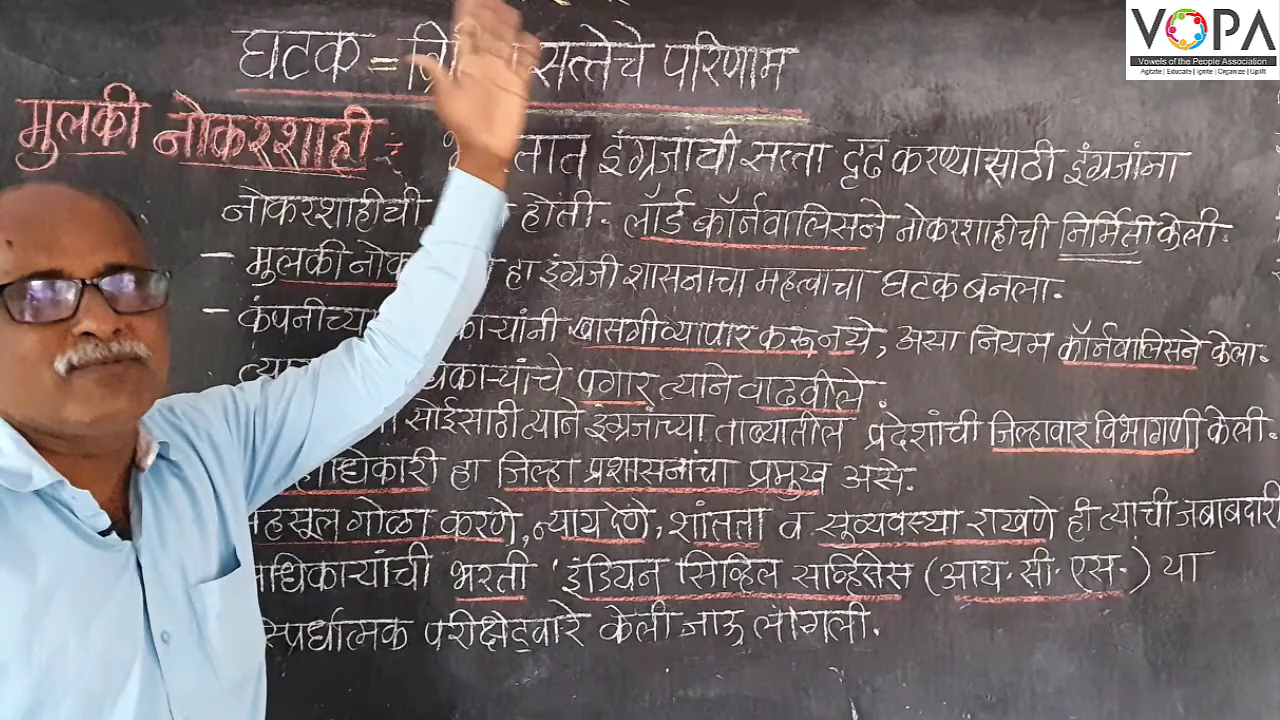 VOPA
Vowels of the People Association
Agitate | Educate | Ignite | Organize | Uplift
घटक = सत्तेचे परिणाम
मुलकी नोकरशाही : इंग्रजांची सत्ता दृढ करण्यासाठी इंग्रजांना
नोकरशाहीची होती. लॉर्ड कॉर्नवालिसने नोकरशाहीची निर्मिती केली.
- मुलकी हा इंग्रजी शासनाचा महत्वाचा घटक बनला.
- कंपनीच्या खासगी व्यापार करू नये, असा नियम कॉर्नवालिसने केला.
पगार त्याने वाढवीले.
सोईसाठी त्याने इंग्रजांच्या ताब्यातील प्रदेशांची जिल्हावार विभागणी केली.
हा जिल्हा प्रशासनाचा प्रमुख असे.
गोळा करणे, न्याय देणे, शांतता व सूव्यवस्था राखणे ही त्याची जबाबदारी
भरती 'इंडियन सिव्हिल सर्व्हिसेस (आय. सी. एस.) या
स्पर्धात्मक परीक्षेद्वारे केली जाऊ लागली.